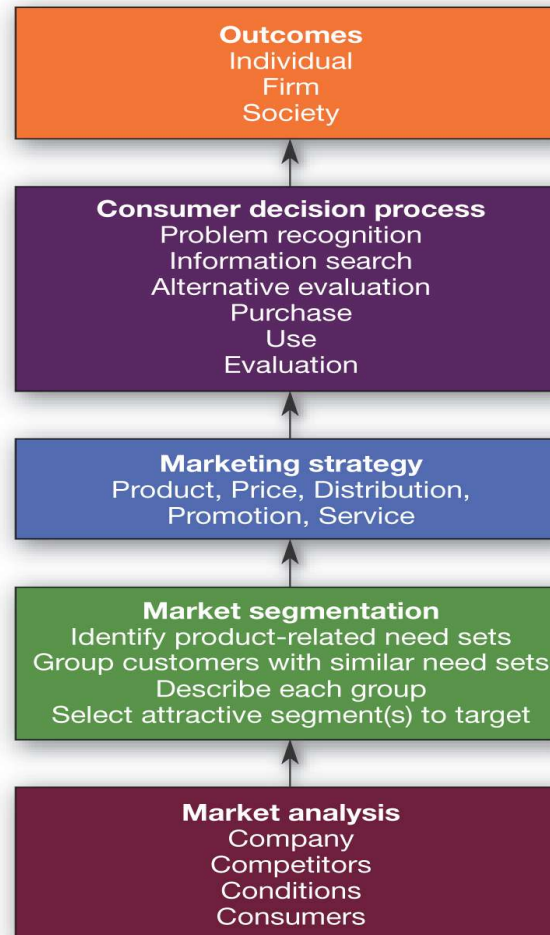 Outcomes
Individual
Firm
Society
Consumer decision process
Problem recognition
Information search
Alternative evaluation
Purchase
Use
Evaluation
Marketing strategy
Product, Price, Distribution,
Promotion, Service
Market segmentation
Identify product-related need sets
Group customers with similar need sets
Describe each group
Select attractive segment(s) to target
Market analysis
Company
Competitors
Conditions
Consumers